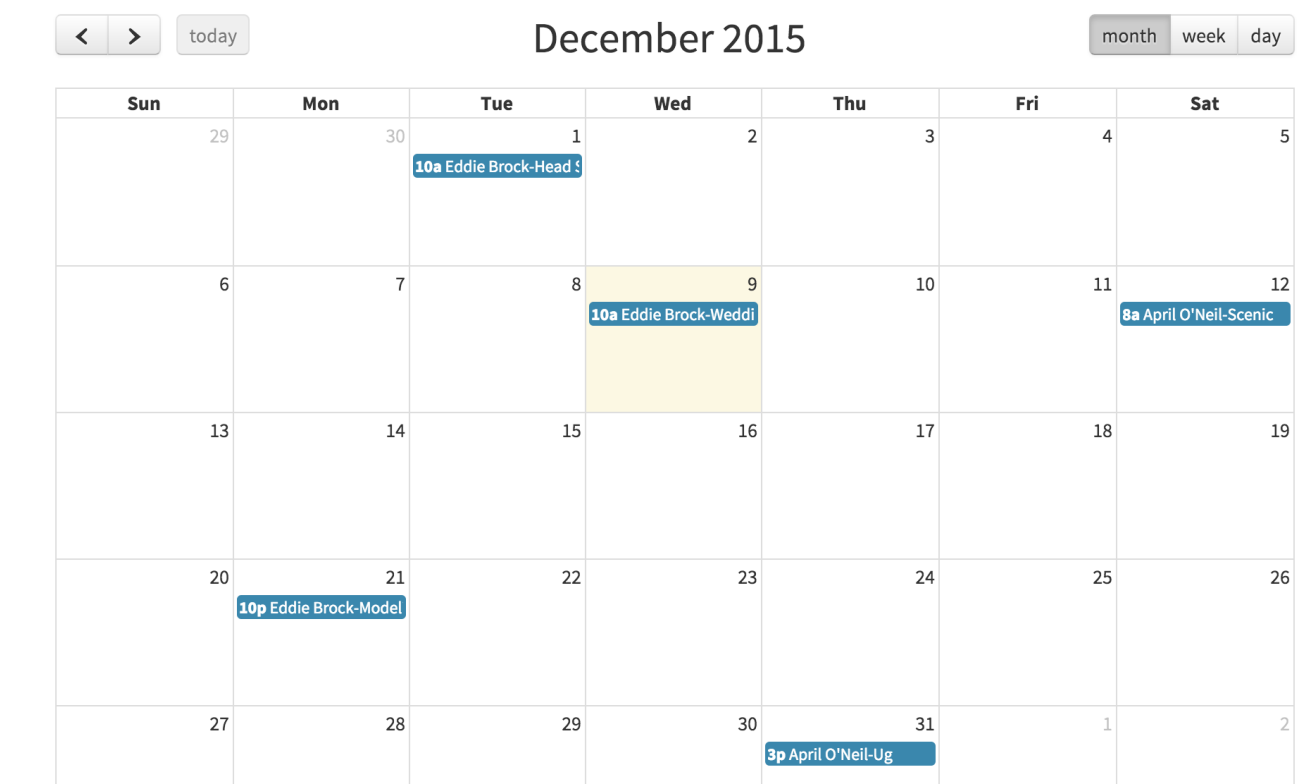 today
December 2015
month week day
Sun Mon Tue Wed Thu Fri Sat
29 30 1 2 3 4 5
10a Eddie Brock-Head
6 7 8 9 10 11 12
10a Eddie Brock-Weddi 8a April O'Neil-Scenic
13 14 15 16 17 18 19
20 21 22 23 24 25 26
10p Eddie Brock-Model
27 28 29 30 31 1 2
3p April O'Neil-Ug